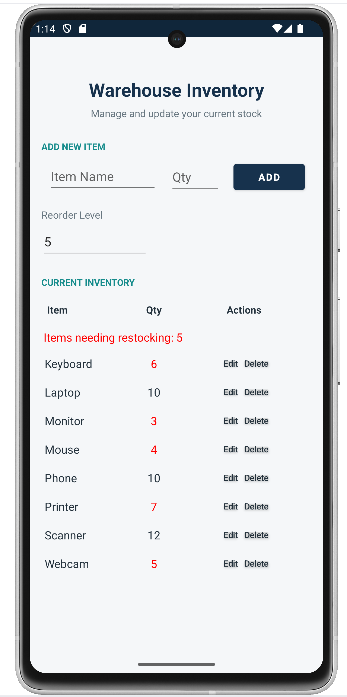 1:14
Warehouse Inventory
Manage and update your current stock
ADD NEW ITEM
Item Name Qty ADD
Reorder Level
5
CURRENT INVENTORY
Item Qty Actions
Items needing restocking: 5
Keyboard 6 Edit Delete
Laptop 10 Edit Delete
Monitor 3 Edit Delete
Mouse 4 Edit Delete
Phone 10 Edit Delete
Printer 7 Edit Delete
Scanner 12 Edit Delete
Webcam 5 Edit Delete